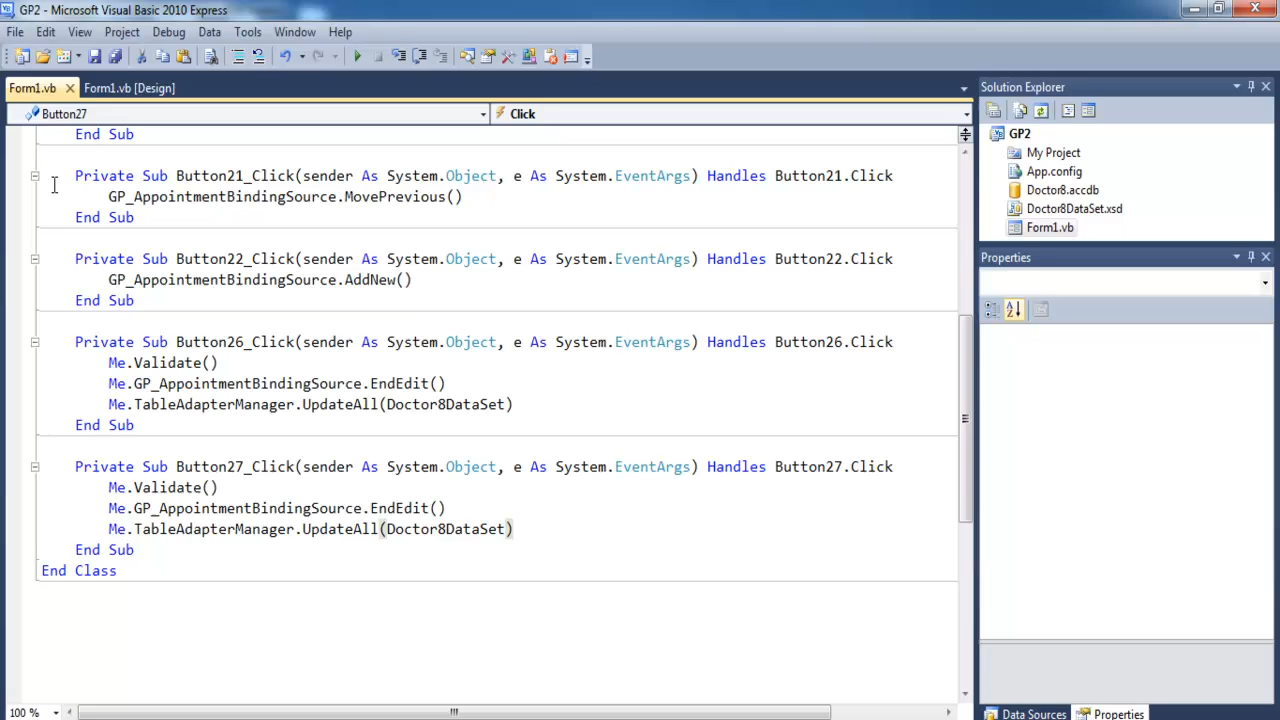 GP2 - Microsoft Visual Basic 2010 Express
File Edit View Project Debug Data Tools Window Help
Form1.vb Form1.vb [Design]
Button27 Click
End Sub
Private Sub Button21_Click(sender As System.Object, e As System.EventArgs) Handles Button21.Click
GP_AppointmentBindingSource.MovePrevious()
End Sub
Private Sub Button22_Click(sender As System.Object, e As System.EventArgs) Handles Button22.Click
GP_AppointmentBindingSource.AddNew()
End Sub
Private Sub Button26_Click(sender As System.Object, e As System.EventArgs) Handles Button26.Click
Me.Validate()
Me.GP_AppointmentBindingSource.EndEdit()
Me.TableAdapterManager.UpdateAll(Doctor8DataSet)
End Sub
Private Sub Button27_Click(sender As System.Object, e As System.EventArgs) Handles Button27.Click
Me.Validate()
Me.GP_AppointmentBindingSource.EndEdit()
Me.TableAdapterManager.UpdateAll(Doctor8DataSet)
End Sub
End Class
100 %
Solution Explorer
GP2
My Project
App.config
Doctor8.accdb
Doctor8DataSet.xsd
Form1.vb
Properties
Data Sources Properties